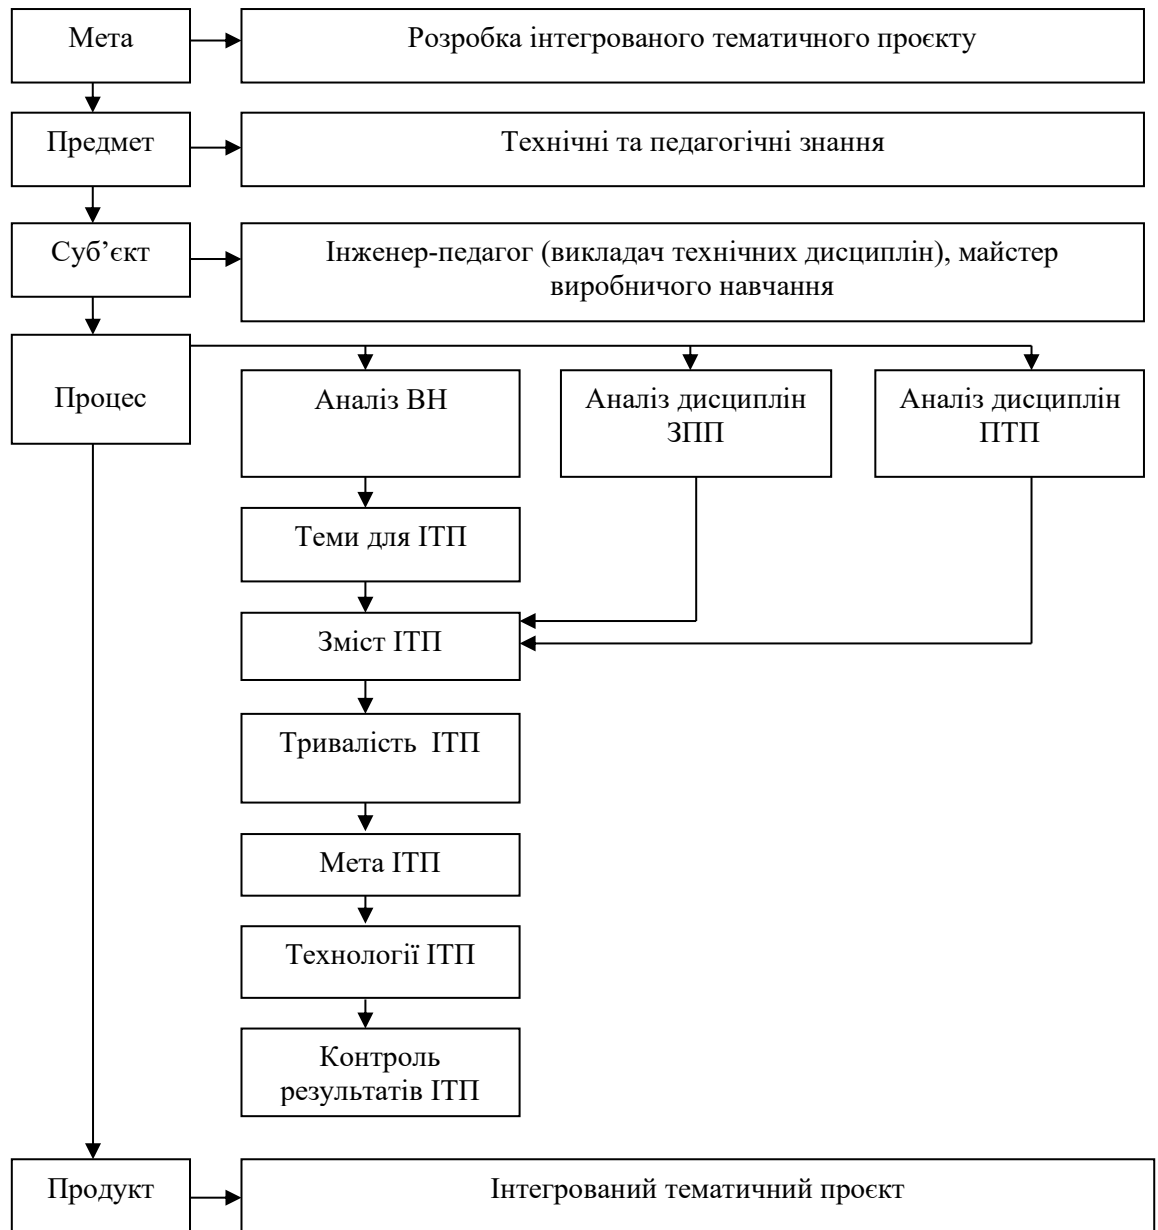 Мета
Розробка інтегрованого тематичного проєкту
Предмет
Технічні та педагогічні знання
Суб’єкт
Інженер-педагог (викладач технічних дисциплін), майстер
виробничого навчання
Процес
Аналіз ВН
Аналіз дисциплін
ЗПП
Аналіз дисциплін
ПТП
Теми для ІТП
Зміст ІТП
Тривалість ІТП
Мета ІТП
Технології ІТП
Контроль
результатів ІТП
Продукт
Інтегрований тематичний проєкт